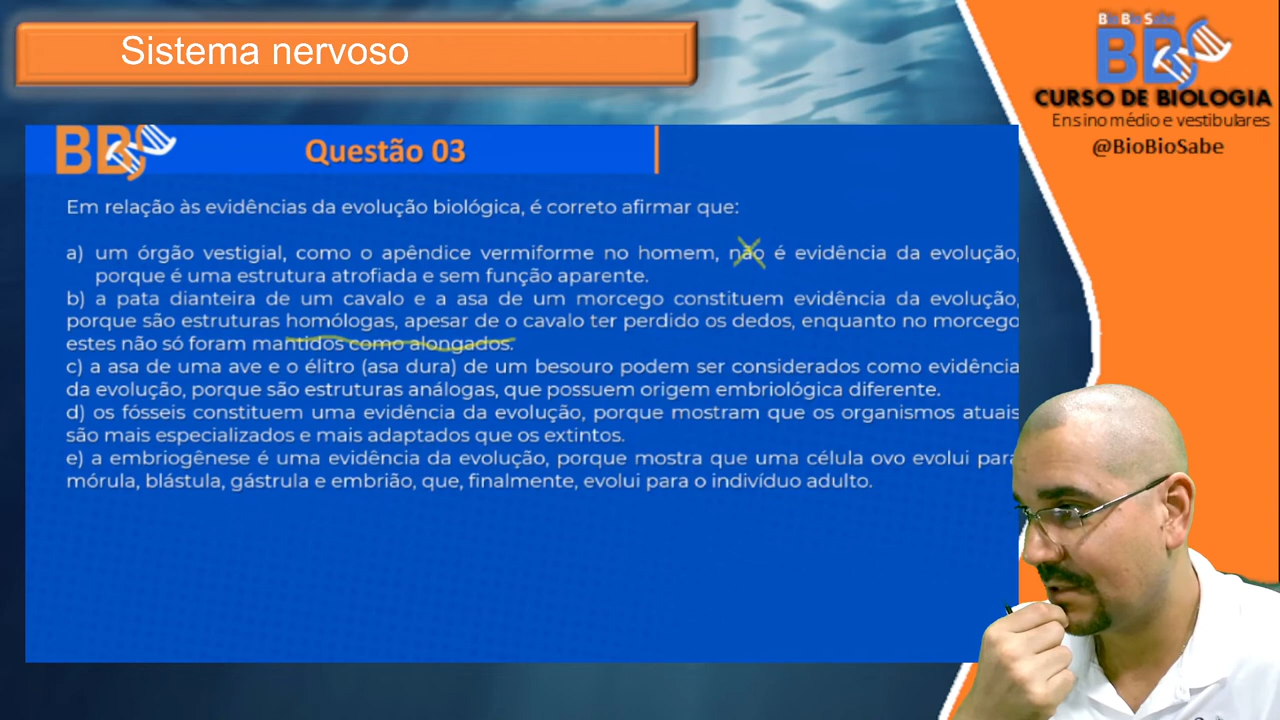 Sistema nervoso
Bio Bio Sabe
BBS
CURSO DE BIOLOGIA
Ensino médio e vestibulares
@BioBioSabe
BBS
Questão 03
Em relação às evidências da evolução biológica, é correto afirmar que:
a) um órgão vestigial, como o apêndice vermiforme no homem, não é evidência da evolução,
porque é uma estrutura atrofiada e sem função aparente.
b) a pata dianteira de um cavalo e a asa de um morcego constituem evidência da evolução,
porque são estruturas homólogas, apesar de o cavalo ter perdido os dedos, enquanto no morcego
estes não só foram mantidos como alongados.
c) a asa de uma ave e o élitro (asa dura) de um besouro podem ser considerados como evidência
da evolução, porque são estruturas análogas, que possuem origem embriológica diferente.
d) os fósseis constituem uma evidência da evolução, porque mostram que os organismos atuais
são mais especializados e mais adaptados que os extintos.
e) a embriogênese é uma evidência da evolução, porque mostra que uma célula ovo evolui para
mórula, blástula, gástrula e embrião, que, finalmente, evolui para o indivíduo adulto.